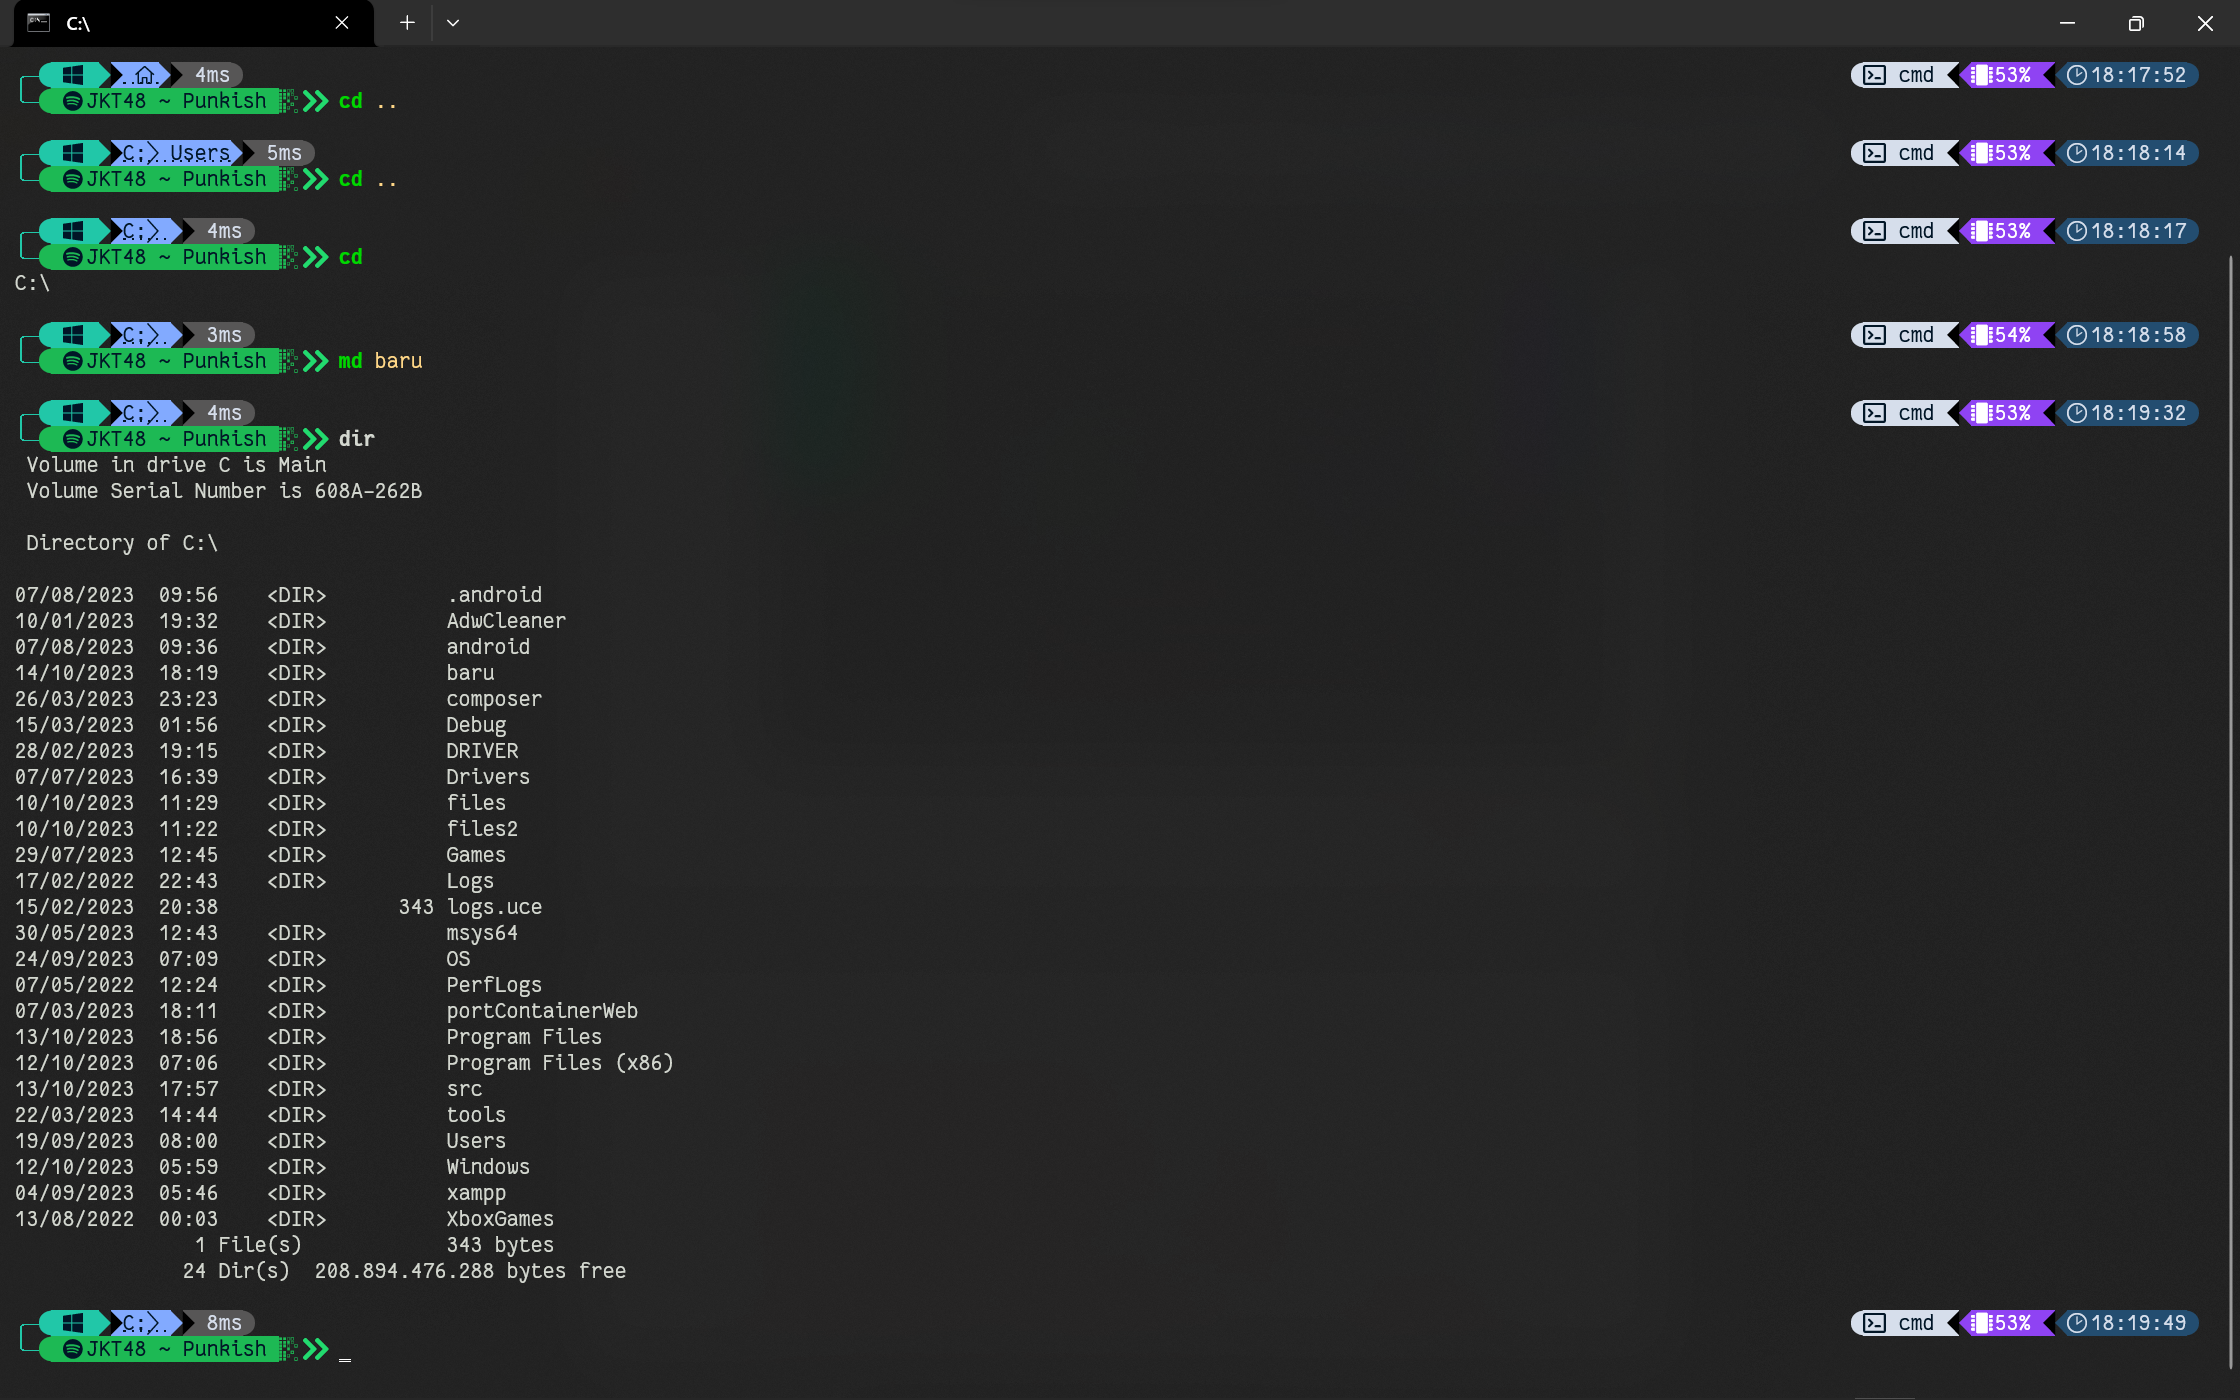 C:\
4ms cmd 53% 18:17:52
JKT48 ~ Punkish cd ..
C: Users 5ms cmd 53% 18:18:14
JKT48 ~ Punkish cd ..
C: 4ms cmd 53% 18:18:17
JKT48 ~ Punkish cd
C:\
C: 3ms cmd 54% 18:18:58
JKT48 ~ Punkish md baru
C: 4ms cmd 53% 18:19:32
JKT48 ~ Punkish dir
Volume in drive C is Main
Volume Serial Number is 608A-262B
Directory of C:\
07/08/2023 09:56 <DIR> .android
10/01/2023 19:32 <DIR> AdwCleaner
07/08/2023 09:36 <DIR> android
14/10/2023 18:19 <DIR> baru
26/03/2023 23:23 <DIR> composer
15/03/2023 01:56 <DIR> Debug
28/02/2023 19:15 <DIR> DRIVER
07/07/2023 16:39 <DIR> Drivers
10/10/2023 11:29 <DIR> files
10/10/2023 11:22 <DIR> files2
29/07/2023 12:45 <DIR> Games
17/02/2022 22:43 <DIR> Logs
15/02/2023 20:38 343 logs.uce
30/05/2023 12:43 <DIR> msys64
24/09/2023 07:09 <DIR> OS
07/05/2022 12:24 <DIR> PerfLogs
07/03/2023 18:11 <DIR> portContainerWeb
13/10/2023 18:56 <DIR> Program Files
12/10/2023 07:06 <DIR> Program Files (x86)
13/10/2023 17:57 <DIR> src
22/03/2023 14:44 <DIR> tools
19/09/2023 08:00 <DIR> Users
12/10/2023 05:59 <DIR> Windows
04/09/2023 05:46 <DIR> xampp
13/08/2022 00:03 <DIR> XboxGames
1 File(s) 343 bytes
24 Dir(s) 208.894.476.288 bytes free
C: 8ms cmd 53% 18:19:49
JKT48 ~ Punkish